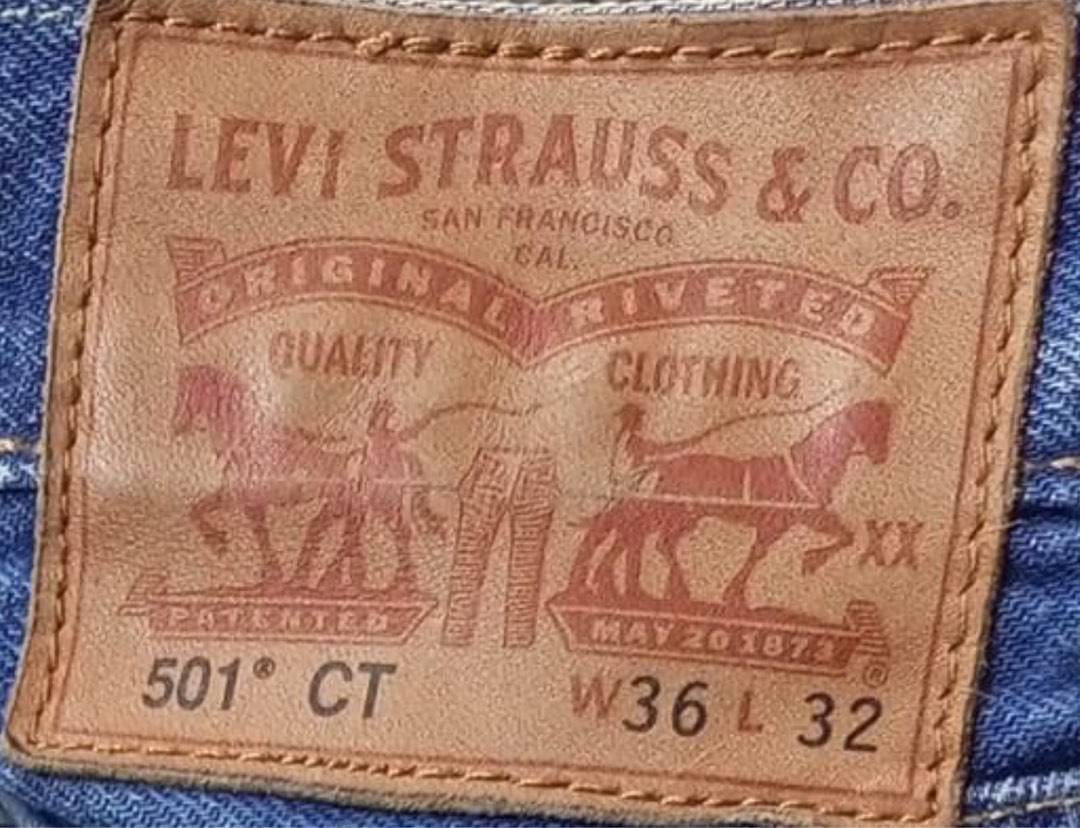 LEVI STRAUSS & CO.
SAN FRANCISCO
CAL.
ORIGINAL RIVETED
QUALITY CLOTHING
XX
PATENTED MAY 20 1873
®
501® CT W36 L 32